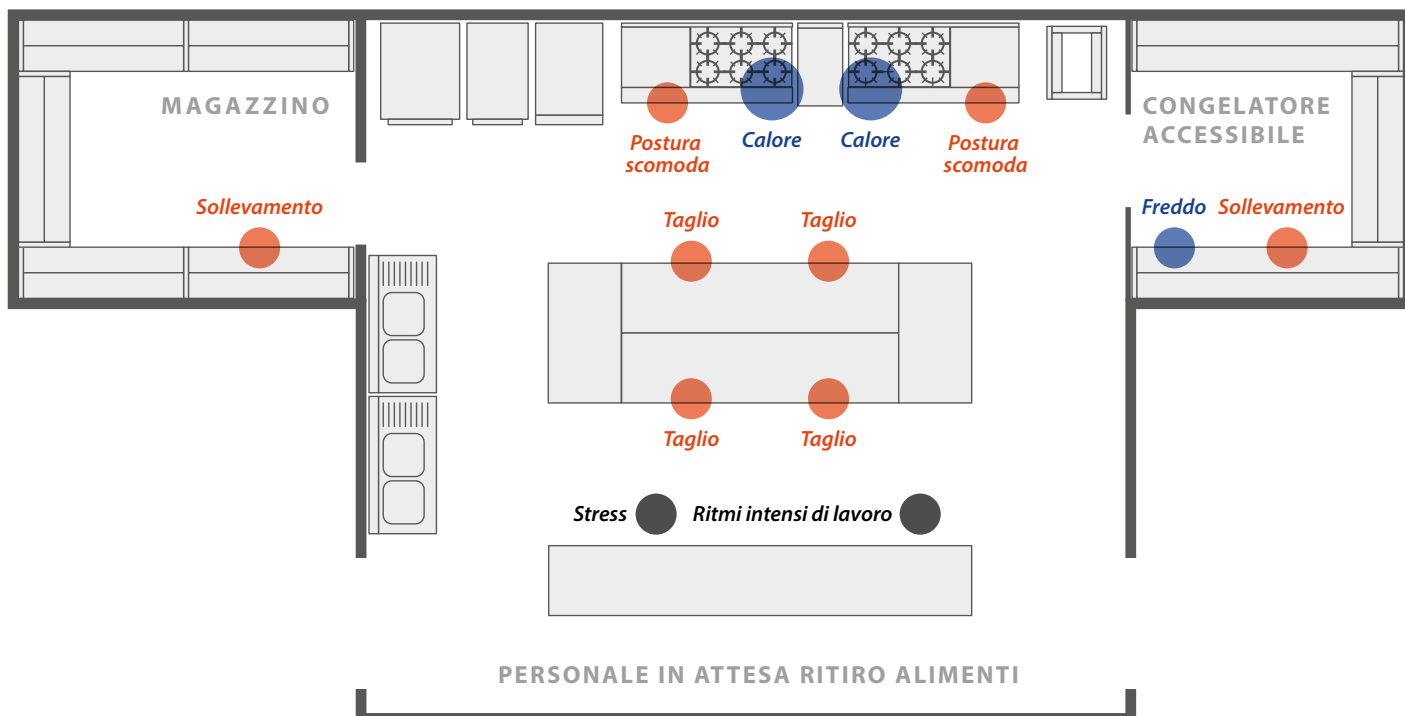 MAGAZZINO
CONGELATORE
ACCESSIBILE
Postura
scomoda
Calore
Calore
Postura
scomoda
Sollevamento
Taglio
Taglio
Freddo
Sollevamento
Taglio
Taglio
Stress
Ritmi intensi di lavoro
PERSONALE IN ATTESA RITIRO ALIMENTI